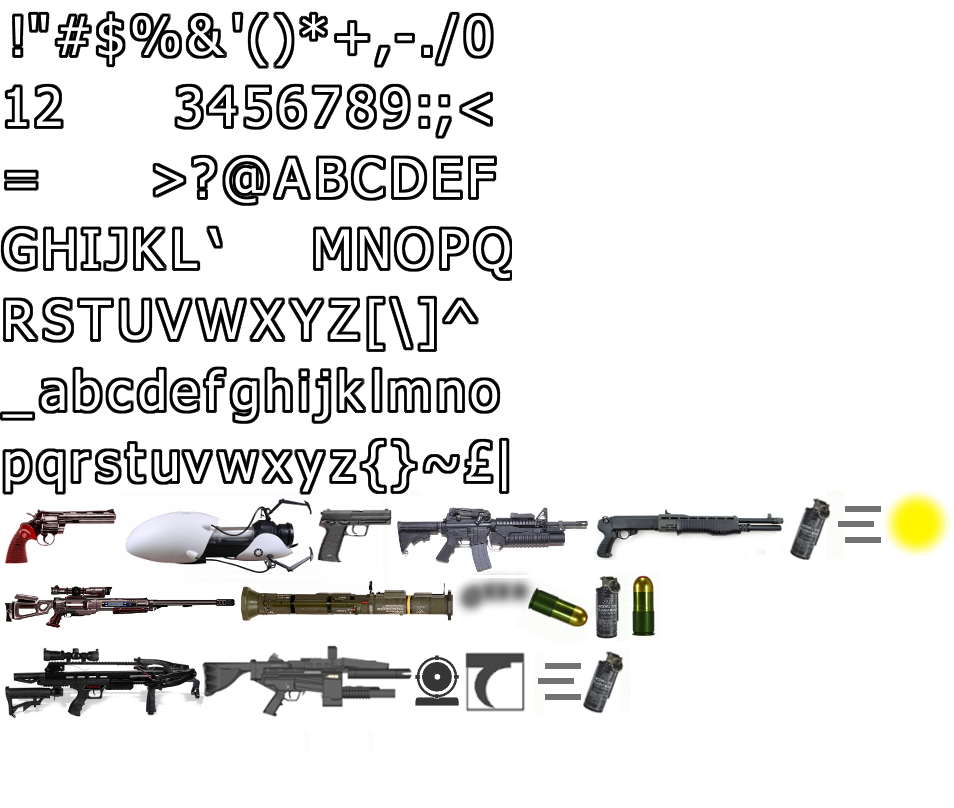 !"#$%&'()*+,-./0
12 3456789:;<
= >?@ABCDEF
GHIJKL‘ MNOPQ
RSTUVWXYZ[\]^
_abcdefghijklmno
pqrstuvwxyz{}~£|